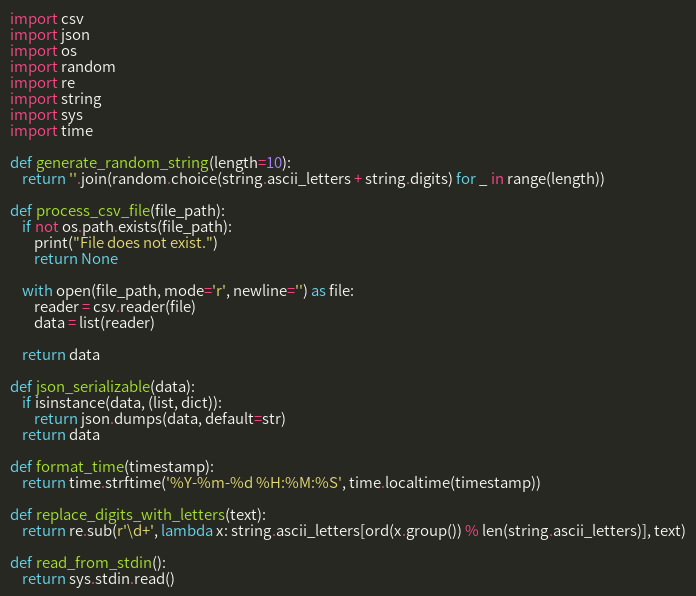 import csv
import json
import os
import random
import re
import string
import sys
import time

def generate_random_string(length=10):
    return ''.join(random.choice(string.ascii_letters + string.digits) for _ in range(length))

def process_csv_file(file_path):
    if not os.path.exists(file_path):
        print("File does not exist.")
        return None

    with open(file_path, mode='r', newline='') as file:
        reader = csv.reader(file)
        data = list(reader)

    return data

def json_serializable(data):
    if isinstance(data, (list, dict)):
        return json.dumps(data, default=str)
    return data

def format_time(timestamp):
    return time.strftime('%Y-%m-%d %H:%M:%S', time.localtime(timestamp))

def replace_digits_with_letters(text):
    return re.sub(r'\d+', lambda x: string.ascii_letters[ord(x.group()) % len(string.ascii_letters)], text)

def read_from_stdin():
    return sys.stdin.read()